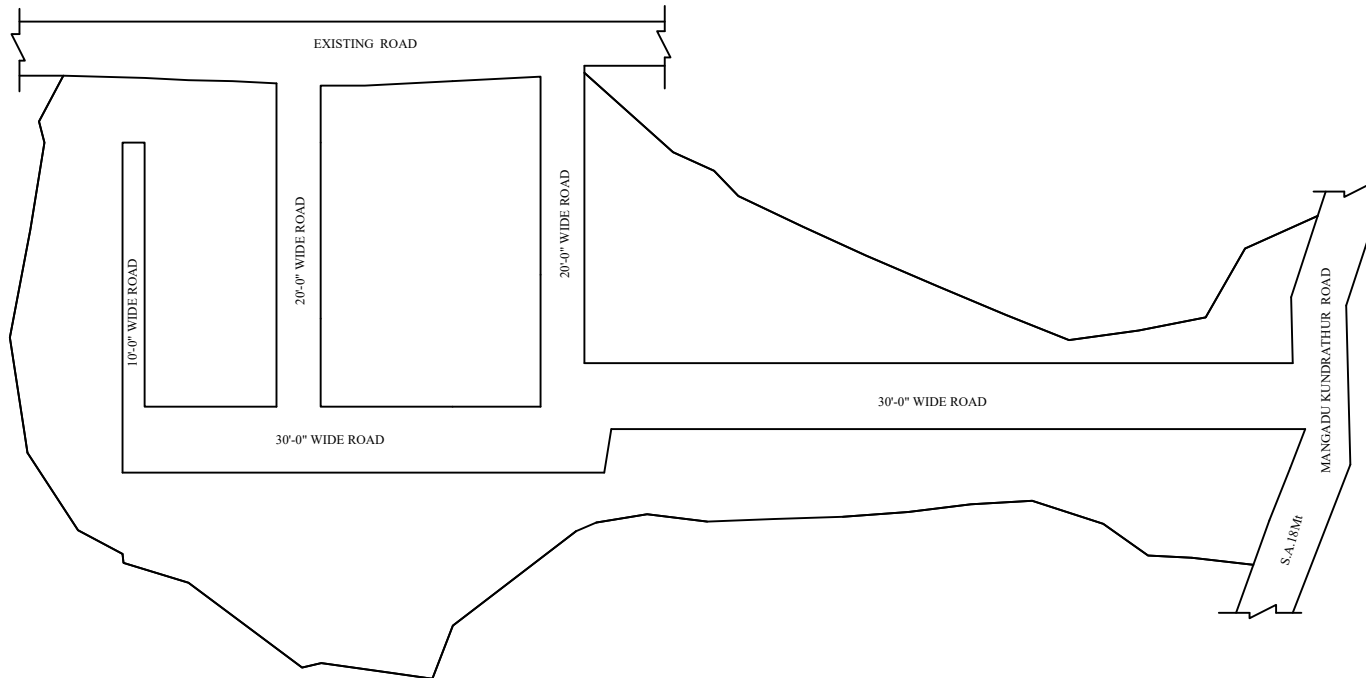 EXISTING ROAD
10'-0" WIDE ROAD
20'-0" WIDE ROAD
20'-0" WIDE ROAD
30'-0" WIDE ROAD
30'-0" WIDE ROAD
MANGADU KUNDRATHUR ROAD
S.A.18Mt